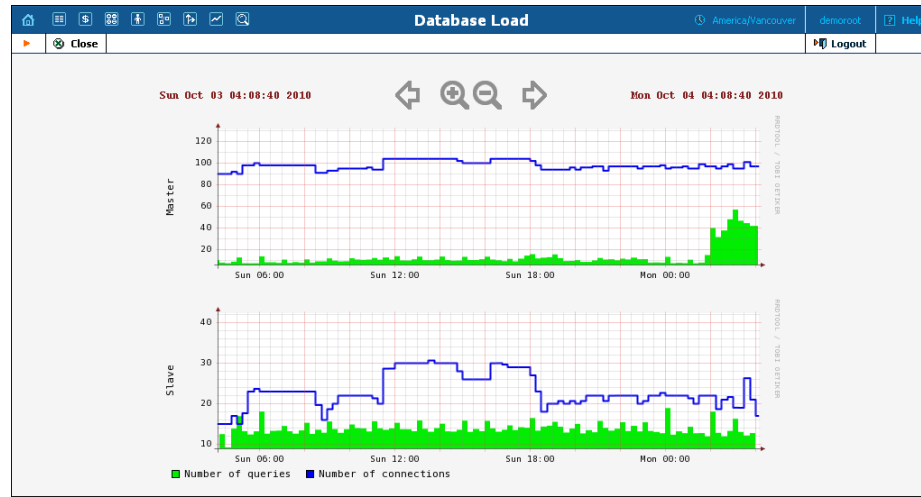 Database Load
America/Vancouver
demoroot
? Help
Close
Logout
Sun Oct 03 04:08:40 2010
Mon Oct 04 04:08:40 2010
RRDTOOL / TOBI OETIKER
Master
120
100
80
60
40
20
Sun 06:00 Sun 12:00 Sun 18:00 Mon 00:00
RRDTOOL / TOBI OETIKER
Slave
40
30
20
10
Sun 06:00 Sun 12:00 Sun 18:00 Mon 00:00
Number of queries Number of connections